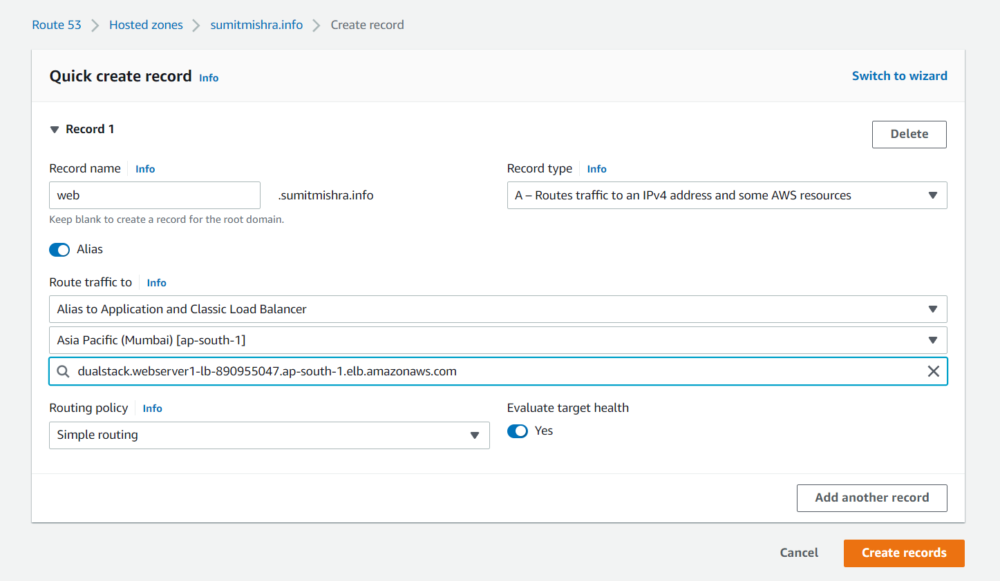 Route 53 Hosted zones sumitmishra.info Create record
Quick create record Info
Switch to wizard
Record 1
Delete
Record name Info
web
.sumitmishra.info
Keep blank to create a record for the root domain.
Record type Info
A – Routes traffic to an IPv4 address and some AWS resources
Alias
Route traffic to Info
Alias to Application and Classic Load Balancer
Asia Pacific (Mumbai) [ap-south-1]
dualstack.webserver1-lb-890955047.ap-south-1.elb.amazonaws.com
Routing policy Info
Simple routing
Evaluate target health
Yes
Add another record
Cancel
Create records